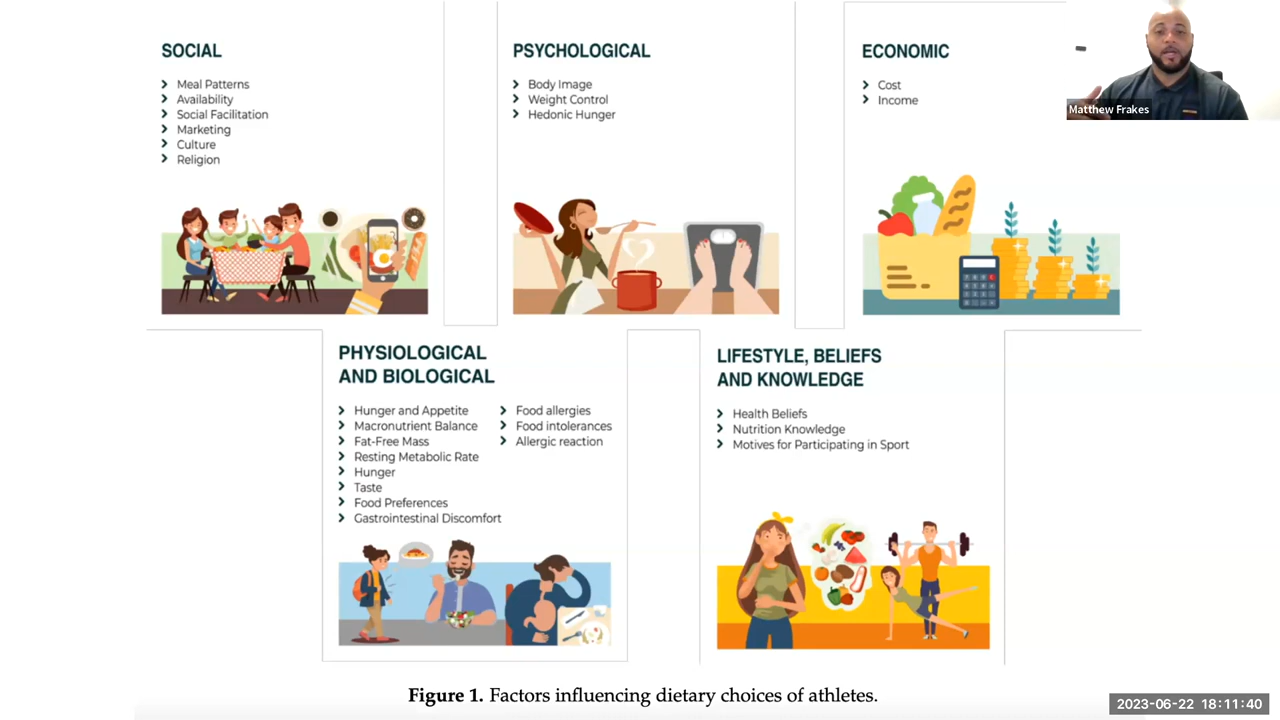 SOCIAL
Meal Patterns
Availability
Social Facilitation
Marketing
Culture
Religion
PSYCHOLOGICAL
Body Image
Weight Control
Hedonic Hunger
ECONOMIC
Cost
Income
Matthew Frakes
PHYSIOLOGICAL
AND BIOLOGICAL
Hunger and Appetite
Macronutrient Balance
Fat-Free Mass
Resting Metabolic Rate
Hunger
Taste
Food Preferences
Gastrointestinal Discomfort
Food allergies
Food intolerances
Allergic reaction
LIFESTYLE, BELIEFS
AND KNOWLEDGE
Health Beliefs
Nutrition Knowledge
Motives for Participating in Sport
Figure 1. Factors influencing dietary choices of athletes.
2023-06-22 18:11:40